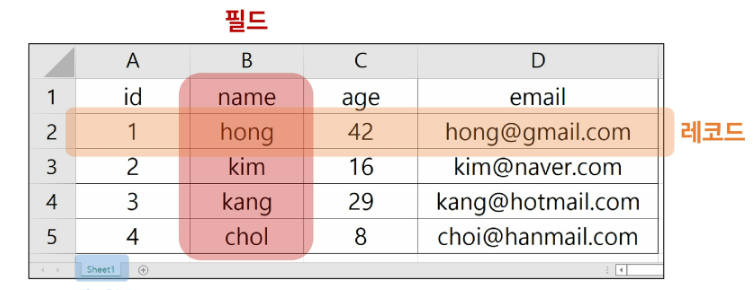 필드
A B C D
1 id name age email
2 1 hong 42 hong@gmail.com 레코드
3 2 kim 16 kim@naver.com
4 3 kang 29 kang@hotmail.com
5 4 chol 8 choi@hanmail.com
Sheet1